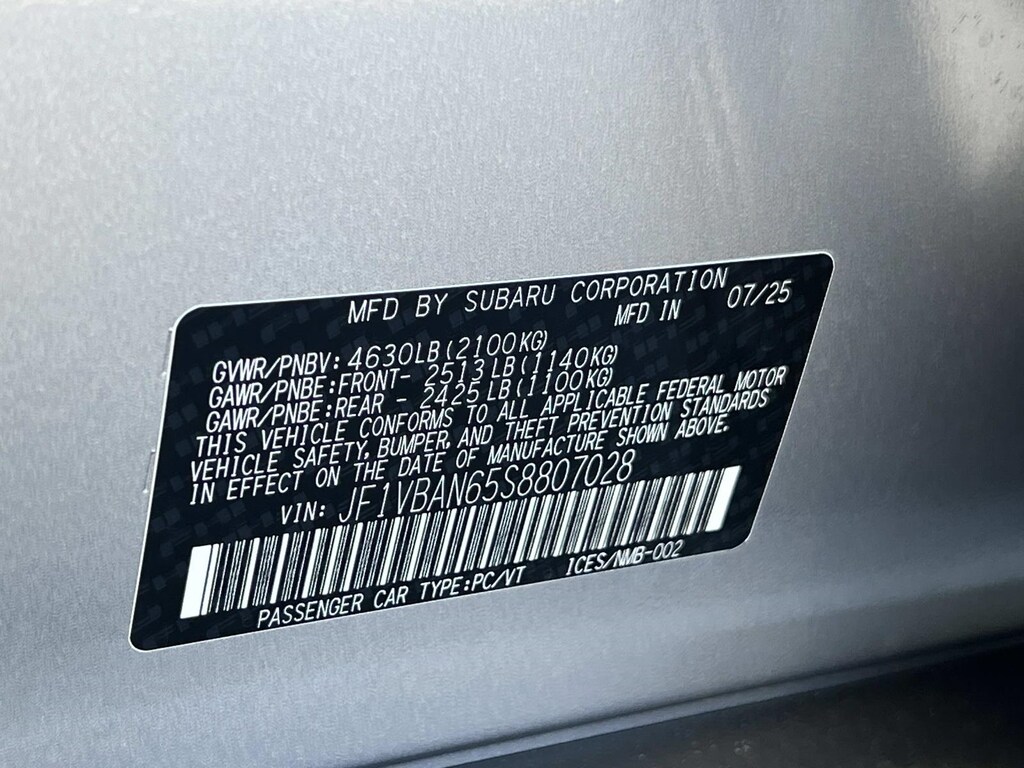 MFD BY SUBARU CORPORATION
MFD IN 07/25
GVWR/PNBV: 4630LB(2100KG)
GAWR/PNBE:FRONT- 2513LB(1140KG)
GAWR/PNBE:REAR - 2425LB(1100KG)
THIS VEHICLE CONFORMS TO ALL APPLICABLE FEDERAL MOTOR
VEHICLE SAFETY, BUMPER, AND THEFT PREVENTION STANDARDS
IN EFFECT ON THE DATE OF MANUFACTURE SHOWN ABOVE.
VIN: JF1VBAN65S8807028
PASSENGER CAR TYPE:PC/VT ICES/NMB-002